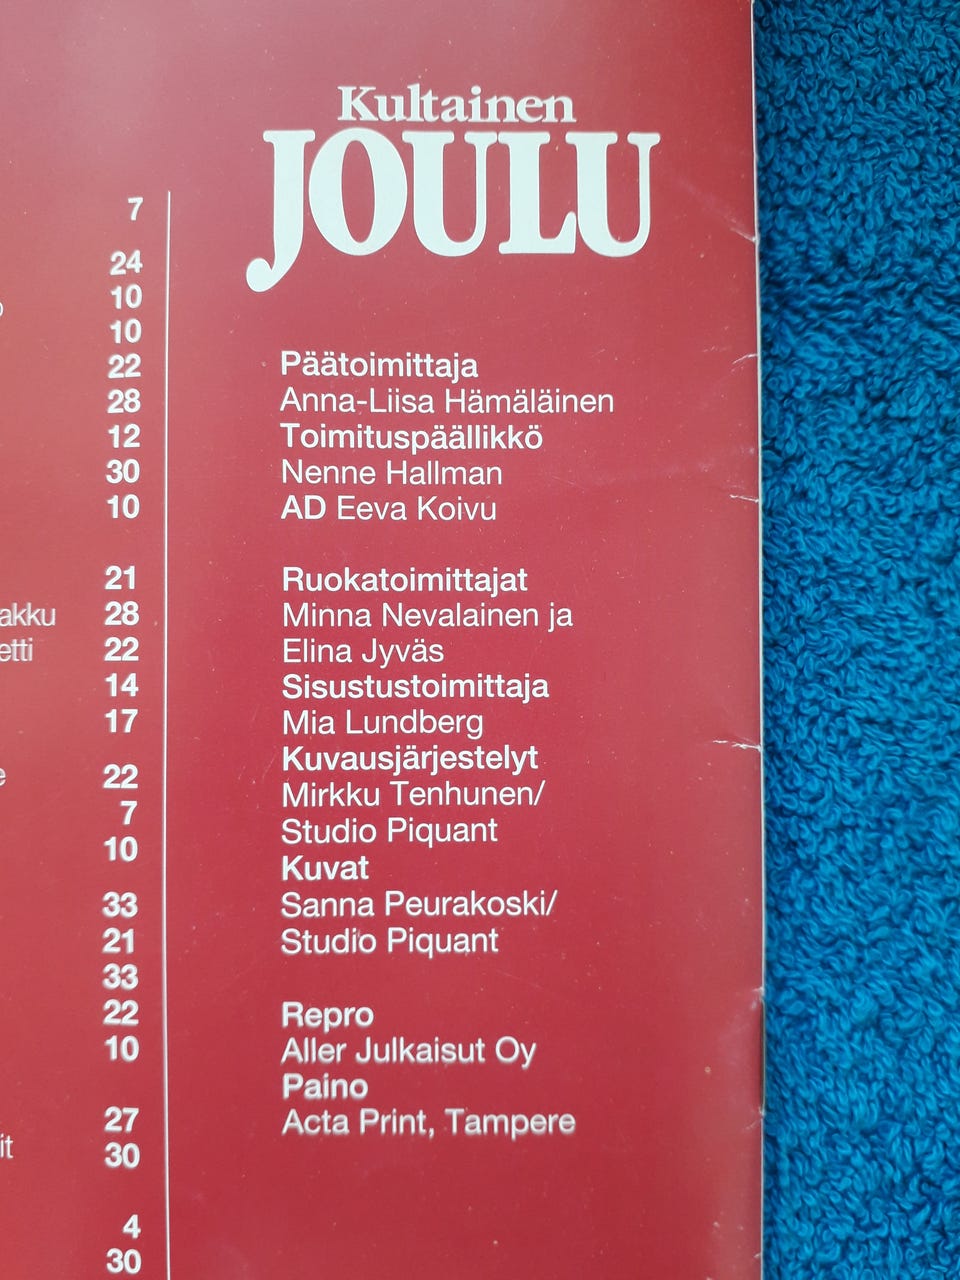 7
24
10
10
22
28
12
30
10
21
akku 28
etti 22
14
17
22
7
10
33
21
33
22
10
27
30
4
30
Kultainen
JOULU
Päätoimittaja
Anna-Liisa Hämäläinen
Toimituspäällikkö
Nenne Hallman
AD Eeva Koivu
Ruokatoimittajat
Minna Nevalainen ja
Elina Jyväs
Sisustustoimittaja
Mia Lundberg
Kuvausjärjestelyt
Mirkku Tenhunen/
Studio Piquant
Kuvat
Sanna Peurakoski/
Studio Piquant
Repro
Aller Julkaisut Oy
Paino
Acta Print, Tampere